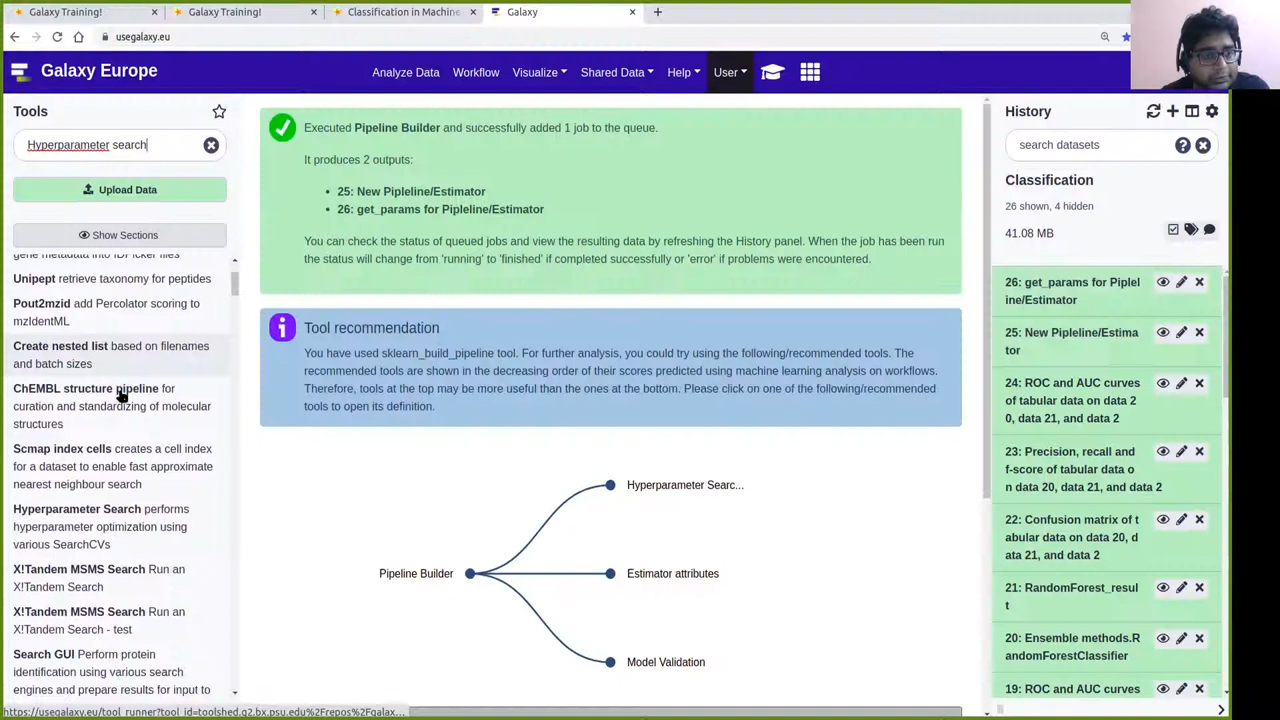 Galaxy Training!
Galaxy Training!
Classification in Machine
Galaxy
usegalaxy.eu
Galaxy Europe
Analyze Data
Workflow
Visualize
Shared Data
Help
User
Tools
Hyperparameter search
Upload Data
Show Sections
gene metadata into IDPicker files
Unipept retrieve taxonomy for peptides
Pout2mzid add Percolator scoring to
mzIdentML
Create nested list based on filenames
and batch sizes
ChEMBL structure pipeline for
curation and standardizing of molecular
structures
Scmap index cells creates a cell index
for a dataset to enable fast approximate
nearest neighbour search
Hyperparameter Search performs
hyperparameter optimization using
various SearchCVs
X!Tandem MSMS Search Run an
X!Tandem Search
X!Tandem MSMS Search Run an
X!Tandem Search - test
Search GUI Perform protein
identification using various search
engines and prepare results for input to
https://usegalaxy.eu/tool_runner?tool_id=toolshed.g2.bx.psu.edu%2Frepos%2Fgalax...
Executed Pipeline Builder and successfully added 1 job to the queue.
It produces 2 outputs:
• 25: New Pipleline/Estimator
• 26: get_params for Pipleline/Estimator
You can check the status of queued jobs and view the resulting data by refreshing the History panel. When the job has been run
the status will change from 'running' to 'finished' if completed successfully or 'error' if problems were encountered.
Tool recommendation
You have used sklearn_build_pipeline tool. For further analysis, you could try using the following/recommended tools. The
recommended tools are shown in the decreasing order of their scores predicted using machine learning analysis on workflows.
Therefore, tools at the top may be more useful than the ones at the bottom. Please click on one of the following/recommended
tools to open its definition.
Hyperparameter Searc...
Pipeline Builder
Estimator attributes
Model Validation
History
search datasets
Classification
26 shown, 4 hidden
41.08 MB
26: get_params for Piplel
ine/Estimator
25: New Pipleline/Estima
tor
24: ROC and AUC curves
of tabular data on data 2
0, data 21, and data 2
23: Precision, recall and
f-score of tabular data o
n data 20, data 21, and data 2
22: Confusion matrix of t
abular data on data 20, d
ata 21, and data 2
21: RandomForest_resul
t
20: Ensemble methods.R
andomForestClassifier
19: ROC and AUC curves